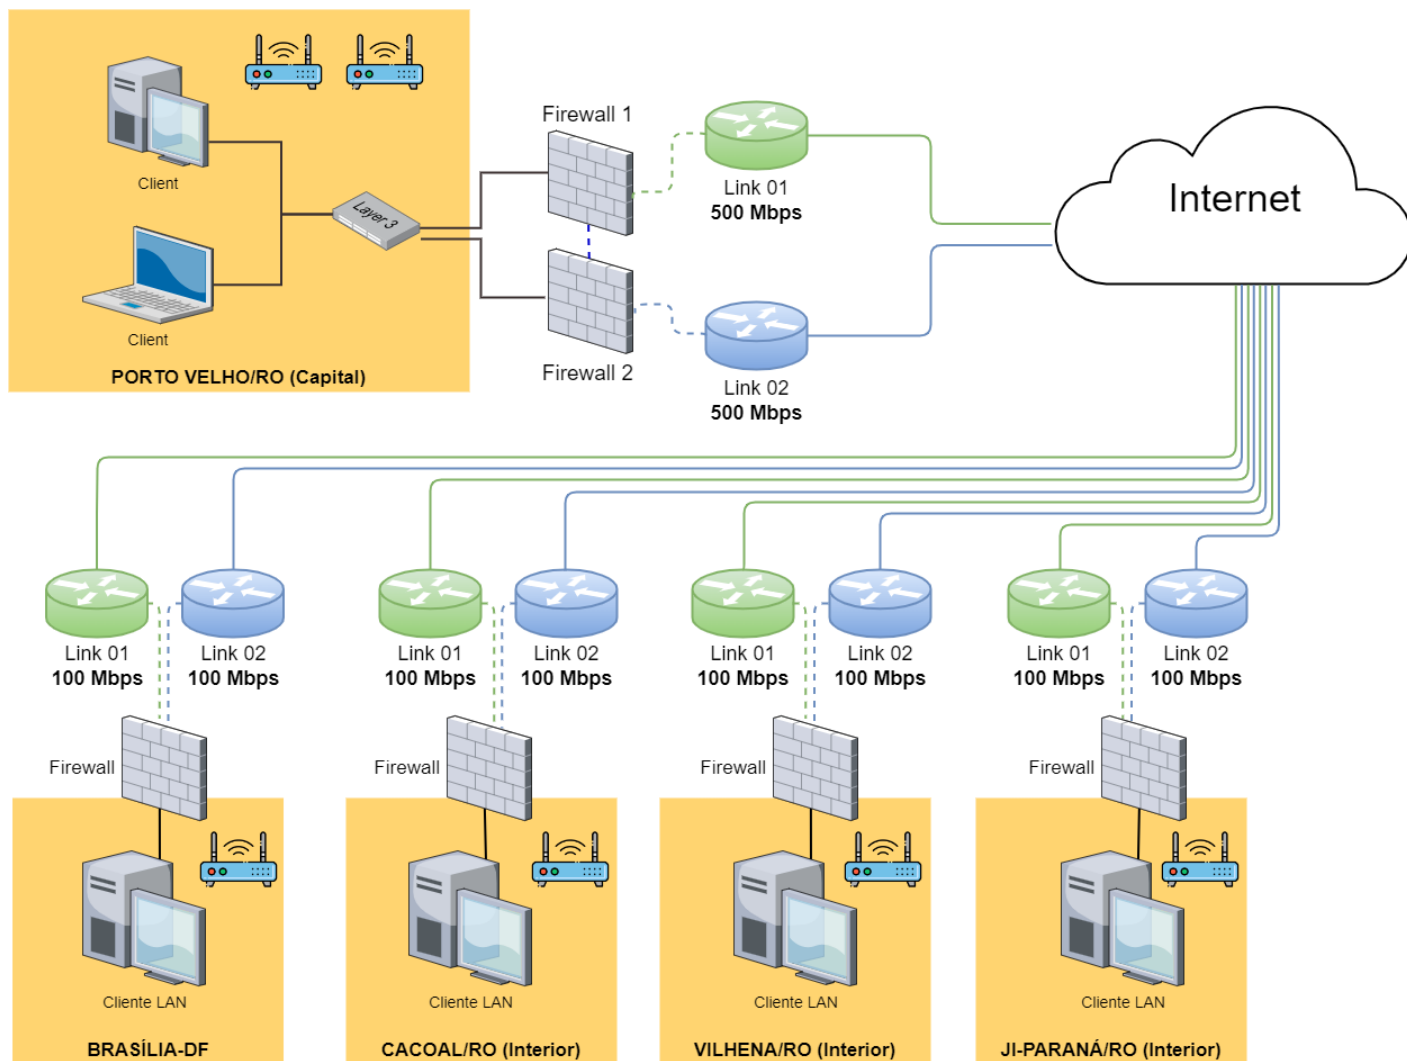 Client
Client
Layer 3
PORTO VELHO/RO (Capital)
Firewall 1
Firewall 2
Link 01
500 Mbps
Link 02
500 Mbps
Internet
Link 01
100 Mbps
Link 02
100 Mbps
Link 01
100 Mbps
Link 02
100 Mbps
Link 01
100 Mbps
Link 02
100 Mbps
Link 01
100 Mbps
Link 02
100 Mbps
Firewall
Firewall
Firewall
Firewall
Cliente LAN
Cliente LAN
Cliente LAN
Cliente LAN
BRASÍLIA-DF
CACOAL/RO (Interior)
VILHENA/RO (Interior)
JI-PARANÁ/RO (Interior)